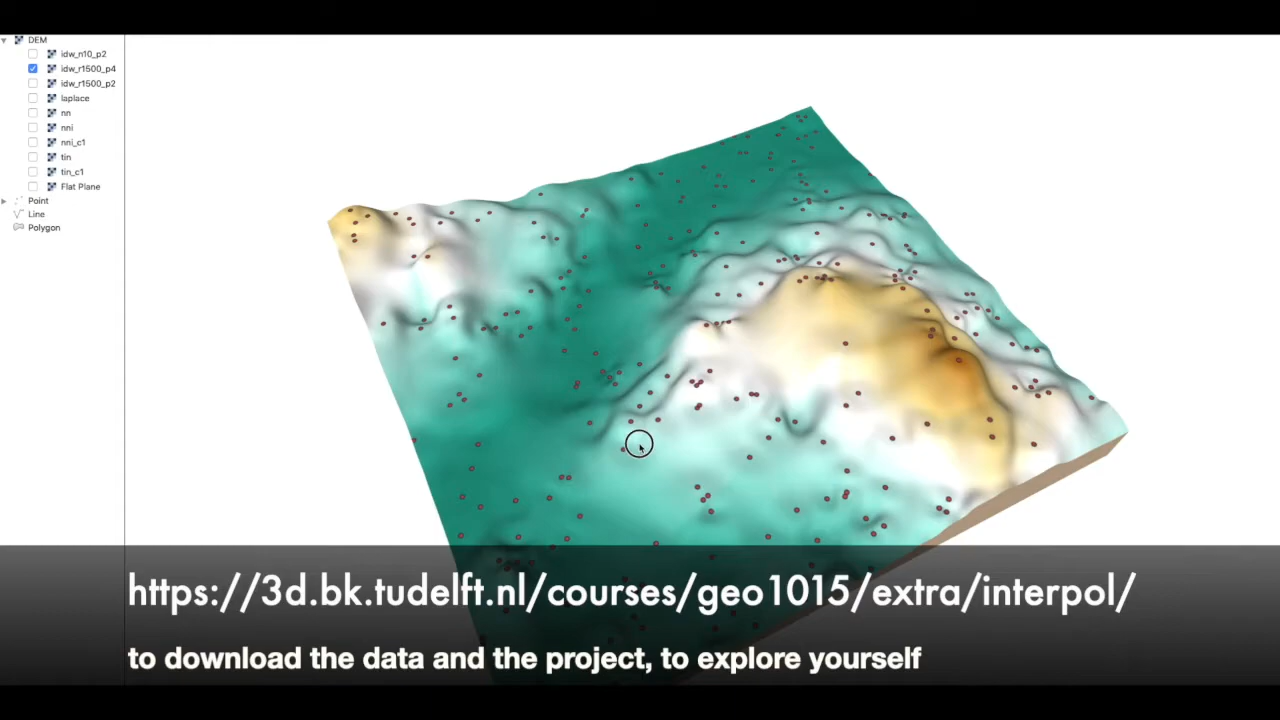 DEM
idw_n10_p2
idw_r1500_p4
idw_r1500_p2
laplace
nn
nni
nni_c1
tin
tin_c1
Flat Plane
Point
Line
Polygon
https://3d.bk.tudelft.nl/courses/geo1015/extra/interpol/
to download the data and the project, to explore yourself